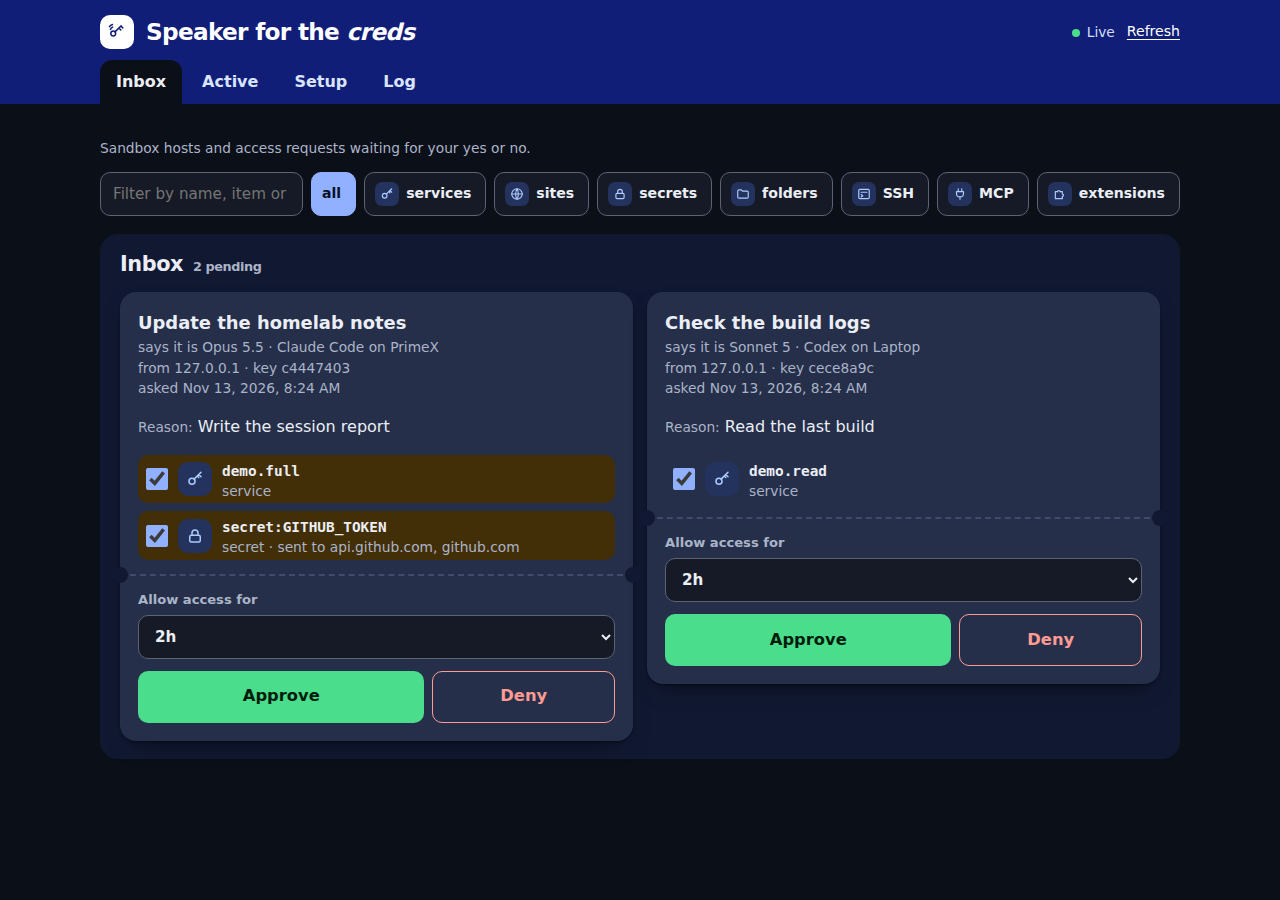 Speaker for the creds
Live Refresh
Inbox Active Setup Log
Sandbox hosts and access requests waiting for your yes or no.
Filter by name, item or all services sites secrets folders SSH MCP extensions
Inbox 2 pending
Update the homelab notes
says it is Opus 5.5 · Claude Code on PrimeX
from 127.0.0.1 · key c4447403
asked Nov 13, 2026, 8:24 AM
Reason: Write the session report
demo.full
service
secret:GITHUB_TOKEN
secret · sent to api.github.com, github.com
Allow access for
2h
Approve Deny
Check the build logs
says it is Sonnet 5 · Codex on Laptop
from 127.0.0.1 · key cece8a9c
asked Nov 13, 2026, 8:24 AM
Reason: Read the last build
demo.read
service
Allow access for
2h
Approve Deny